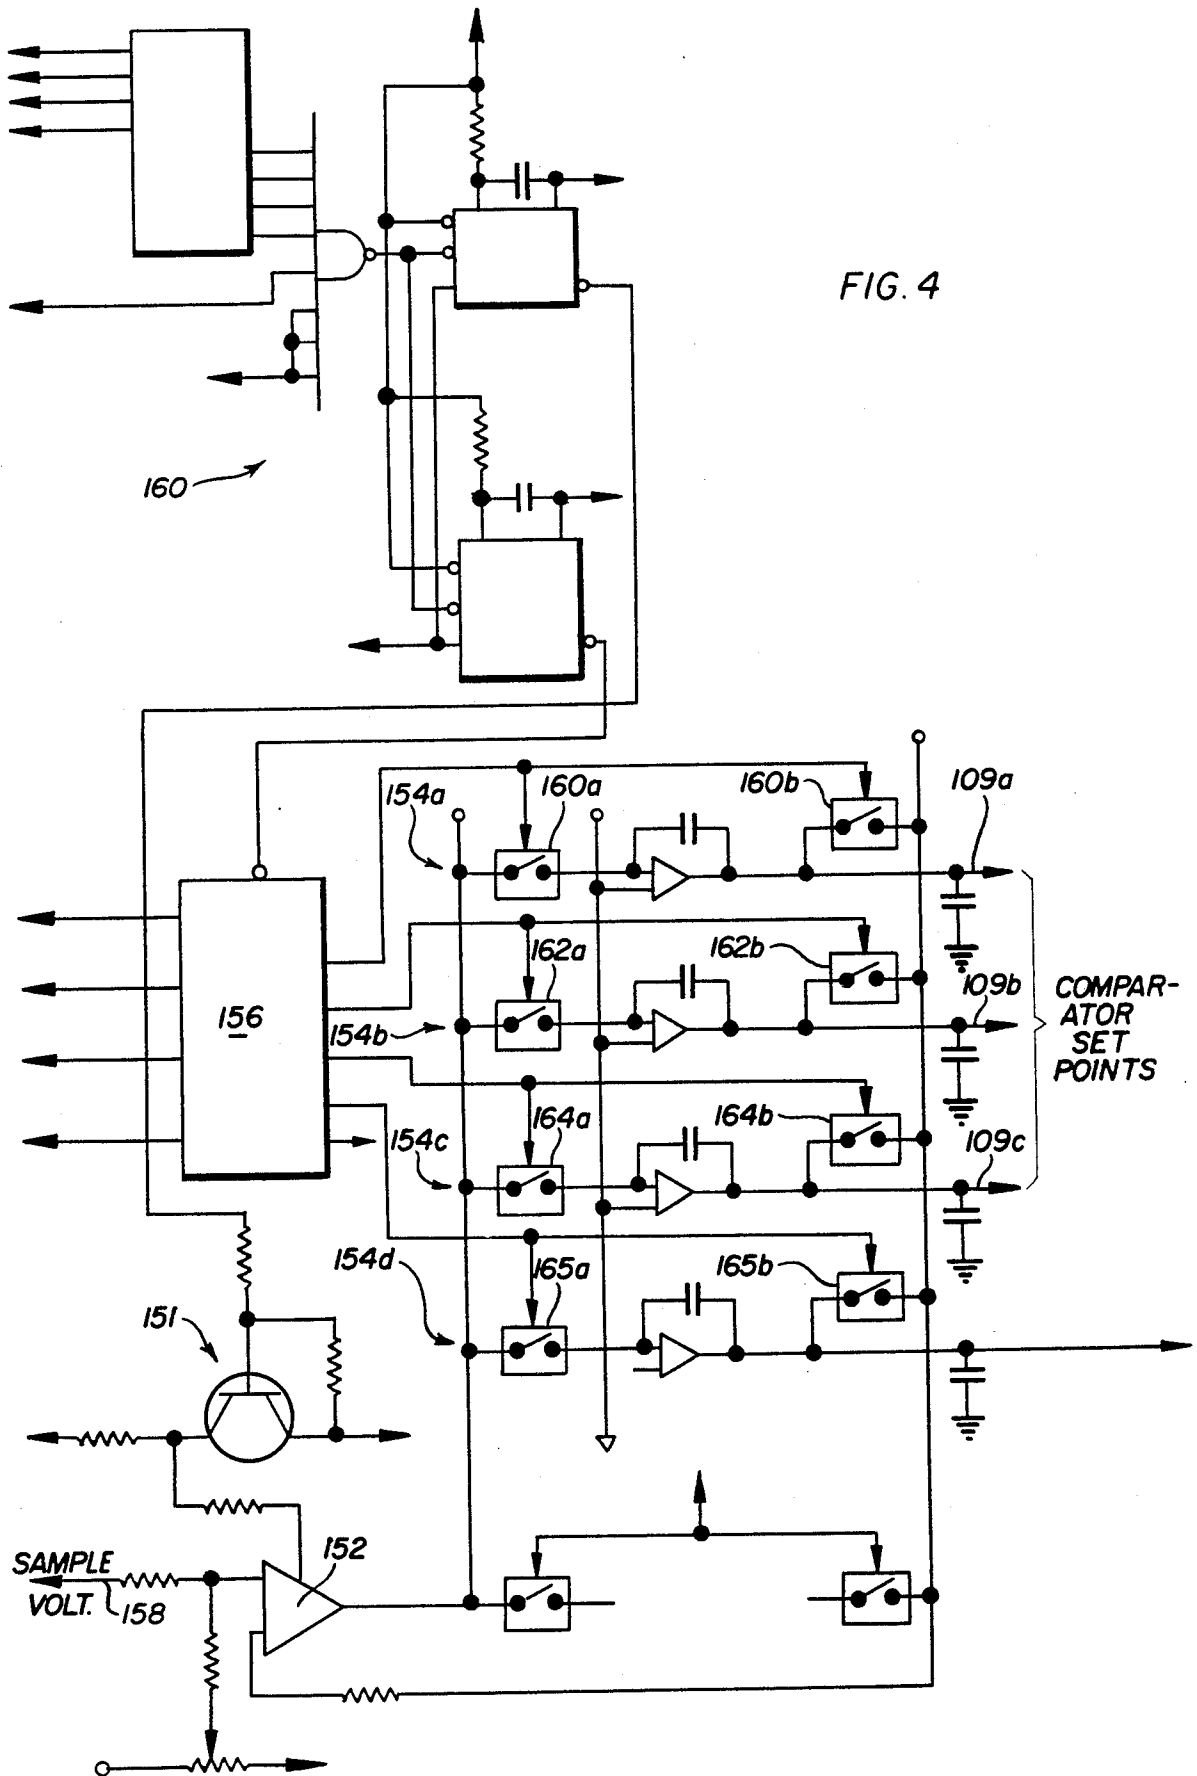 FIG. 4
160
154a
160a
160b
109a
162a
162b
109b
COMPAR-
ATOR
SET
POINTS
156
154b
164a
164b
154c
109c
154d
165a
165b
151
152
SAMPLE
VOLT.
158